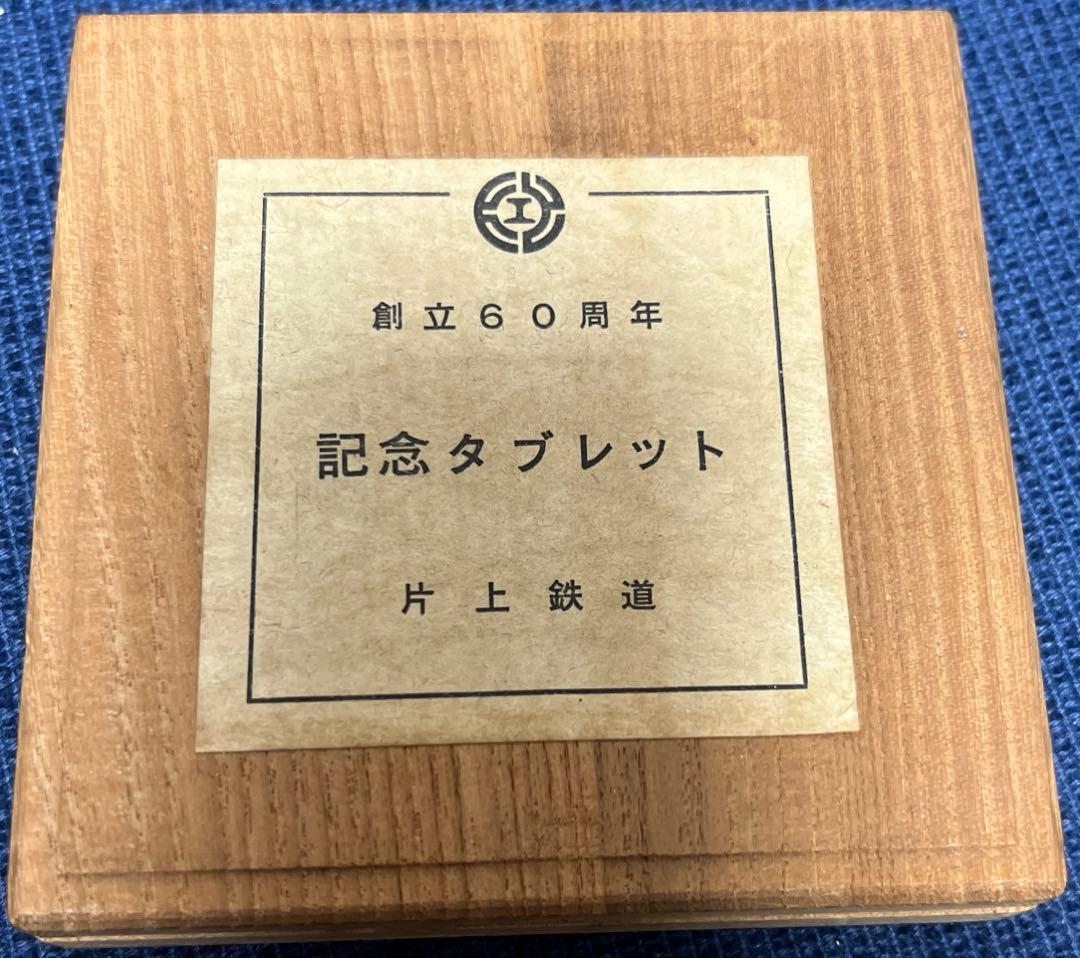 創立６０周年
記念タブレット
片上鉄道